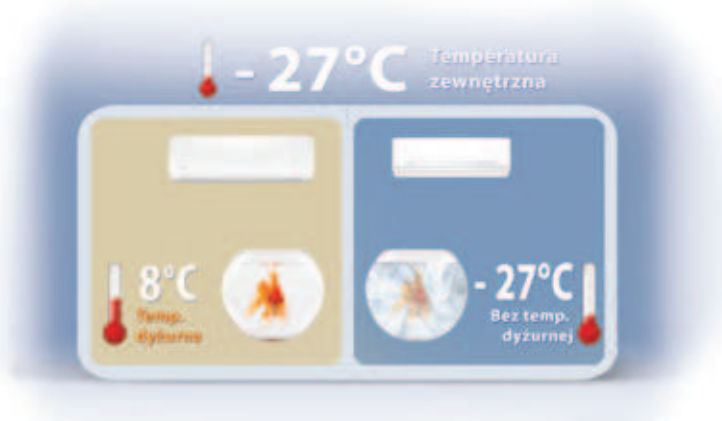 - 27°C
Temperatura
zewnętrzna
8°C
Temp.
dyżurna
- 27°C
Bez temp.
dyżurnej